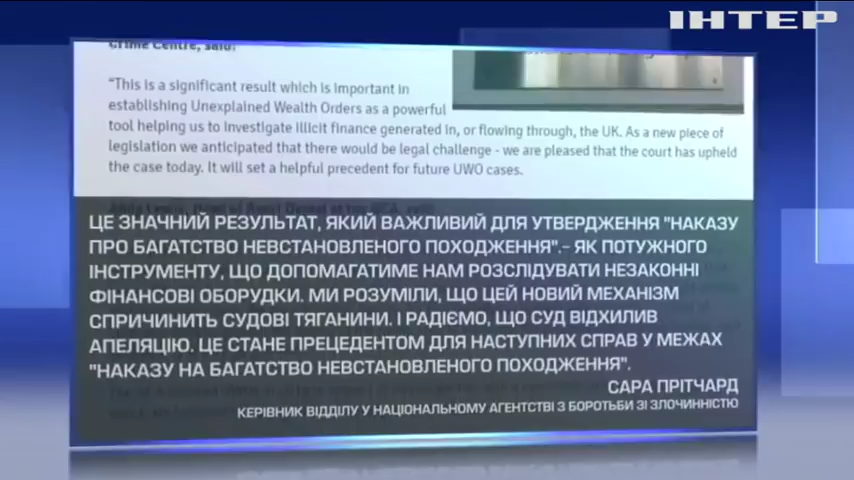 ІНТЕР
Crime Centre, said:
"This is a significant result which is important in
establishing Unexplained Wealth Orders as a powerful
tool helping us to investigate illicit finance generated in, or flowing through, the UK. As a new piece of
legislation we anticipated that there would be legal challenge - we are pleased that the court has upheld
the case today. It will set a helpful precedent for future UWO cases.
ЦЕ ЗНАЧНИЙ РЕЗУЛЬТАТ, ЯКИЙ ВАЖЛИВИЙ ДЛЯ УТВЕРДЖЕННЯ "НАКАЗУ
ПРО БАГАТСТВО НЕВСТАНОВЛЕНОГО ПОХОДЖЕННЯ".– ЯК ПОТУЖНОГО
ІНСТРУМЕНТУ, ЩО ДОПОМАГАТИМЕ НАМ РОЗСЛІДУВАТИ НЕЗАКОННІ
ФІНАНСОВІ ОБОРУДКИ. МИ РОЗУМІЛИ, ЩО ЦЕЙ НОВИЙ МЕХАНІЗМ
СПРИЧИНИТЬ СУДОВІ ТЯГАНИНИ. І РАДІЄМО, ЩО СУД ВІДХИЛИВ
АПЕЛЯЦІЮ. ЦЕ СТАНЕ ПРЕЦЕДЕНТОМ ДЛЯ НАСТУПНИХ СПРАВ У МЕЖАХ
"НАКАЗУ НА БАГАТСТВО НЕВСТАНОВЛЕНОГО ПОХОДЖЕННЯ".
САРА ПРІТЧАРД
КЕРІВНИК ВІДДІЛУ У НАЦІОНАЛЬНОМУ АГЕНТСТВІ З БОРОТЬБИ ЗІ ЗЛОЧИННІСТЮ